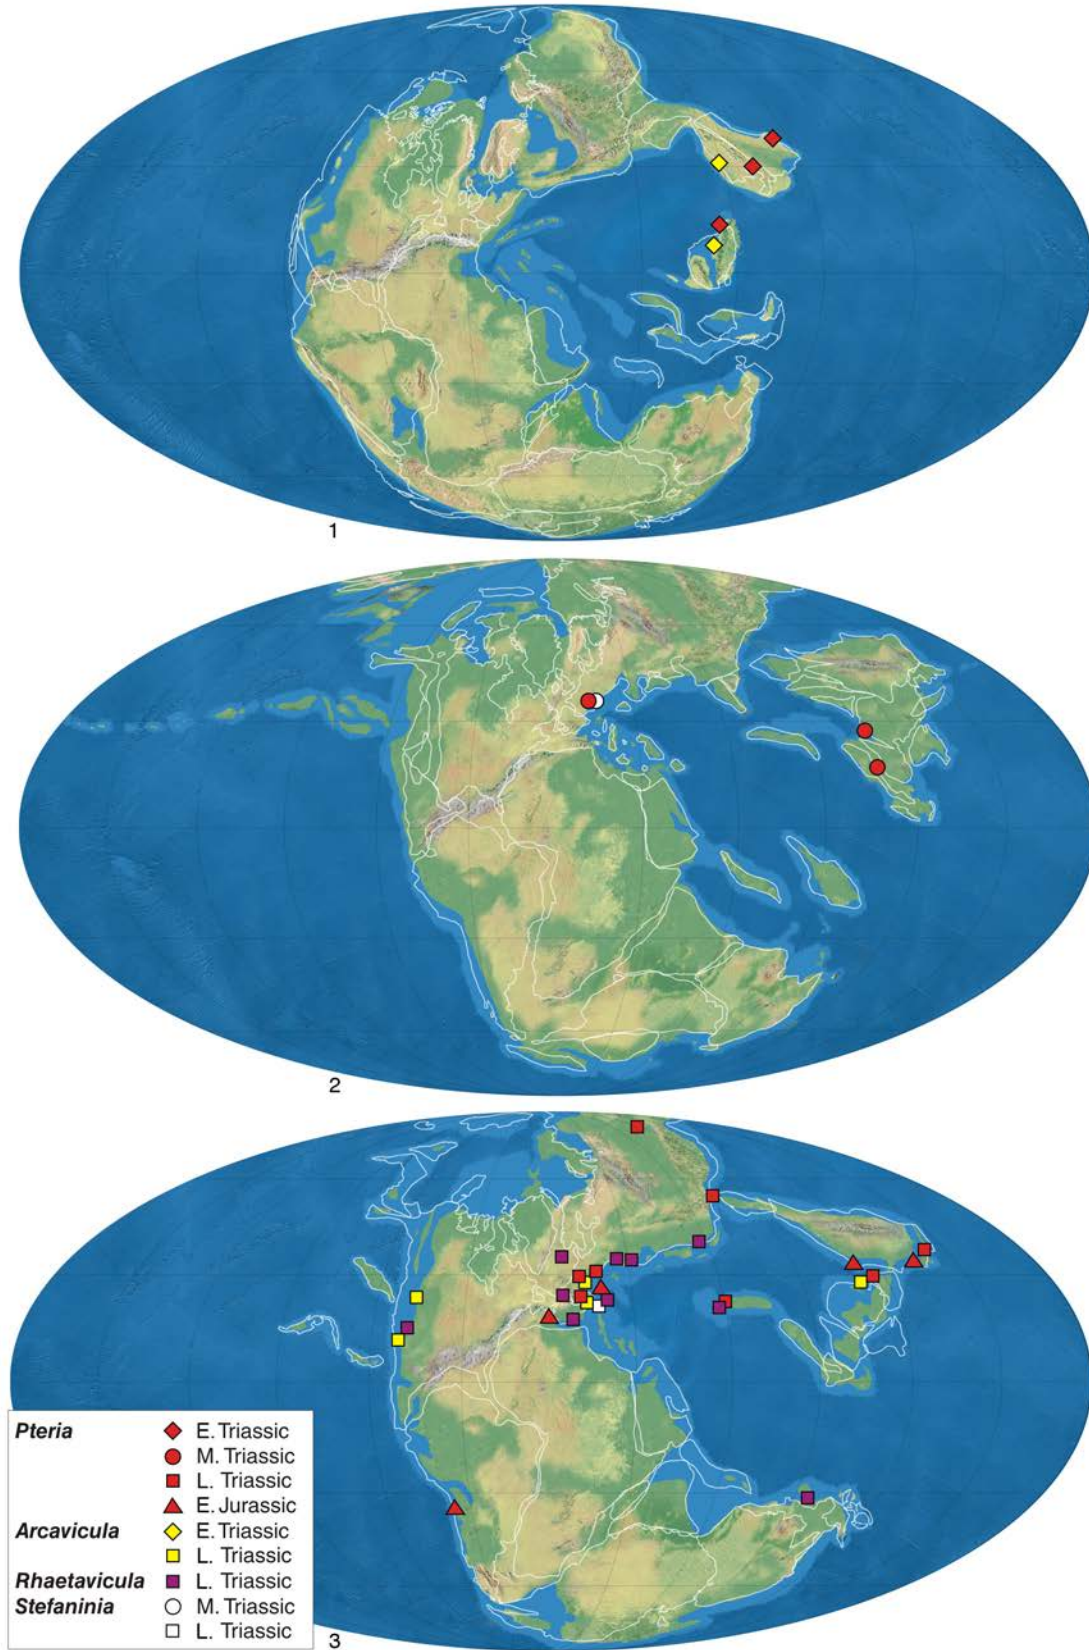 1
2
Pteria E. Triassic
M. Triassic
L. Triassic
E. Jurassic
Arcavicula E. Triassic
L. Triassic
Rhaetavicula L. Triassic
Stefaninia M. Triassic
L. Triassic
3